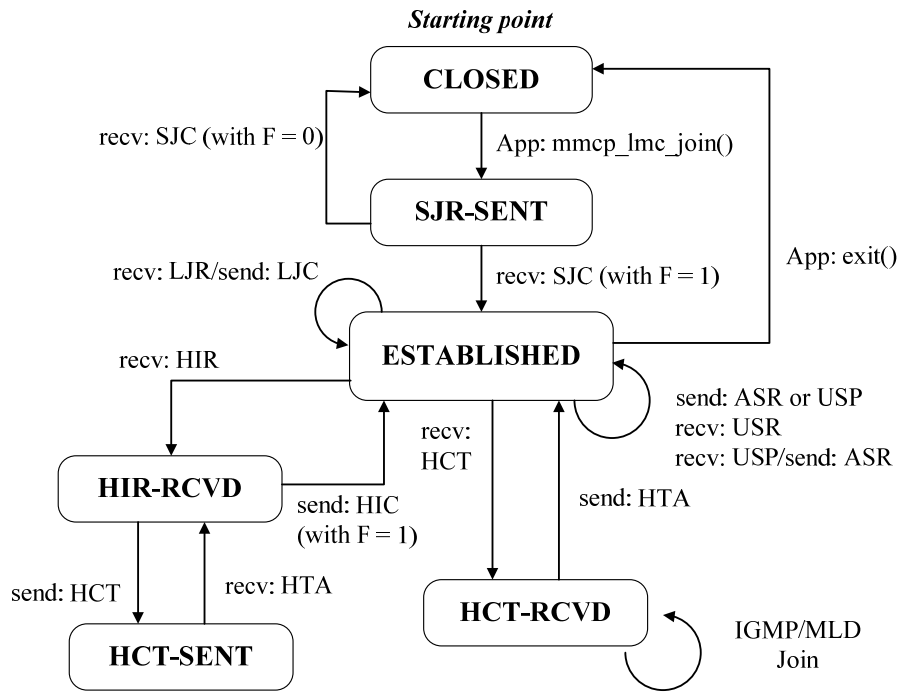 Starting point
CLOSED
recv: SJC (with F = 0)
App: mmcp_lmc_join()
SJR-SENT
recv: LJR/send: LJC
recv: SJC (with F = 1)
App: exit()
ESTABLISHED
recv: HIR
send: ASR or USP
recv: USR
recv: USP/send: ASR
recv:
HCT
HIR-RCVD
send: HIC
(with F = 1)
send: HTA
send: HCT
recv: HTA
HCT-RCVD
IGMP/MLD
Join
HCT-SENT